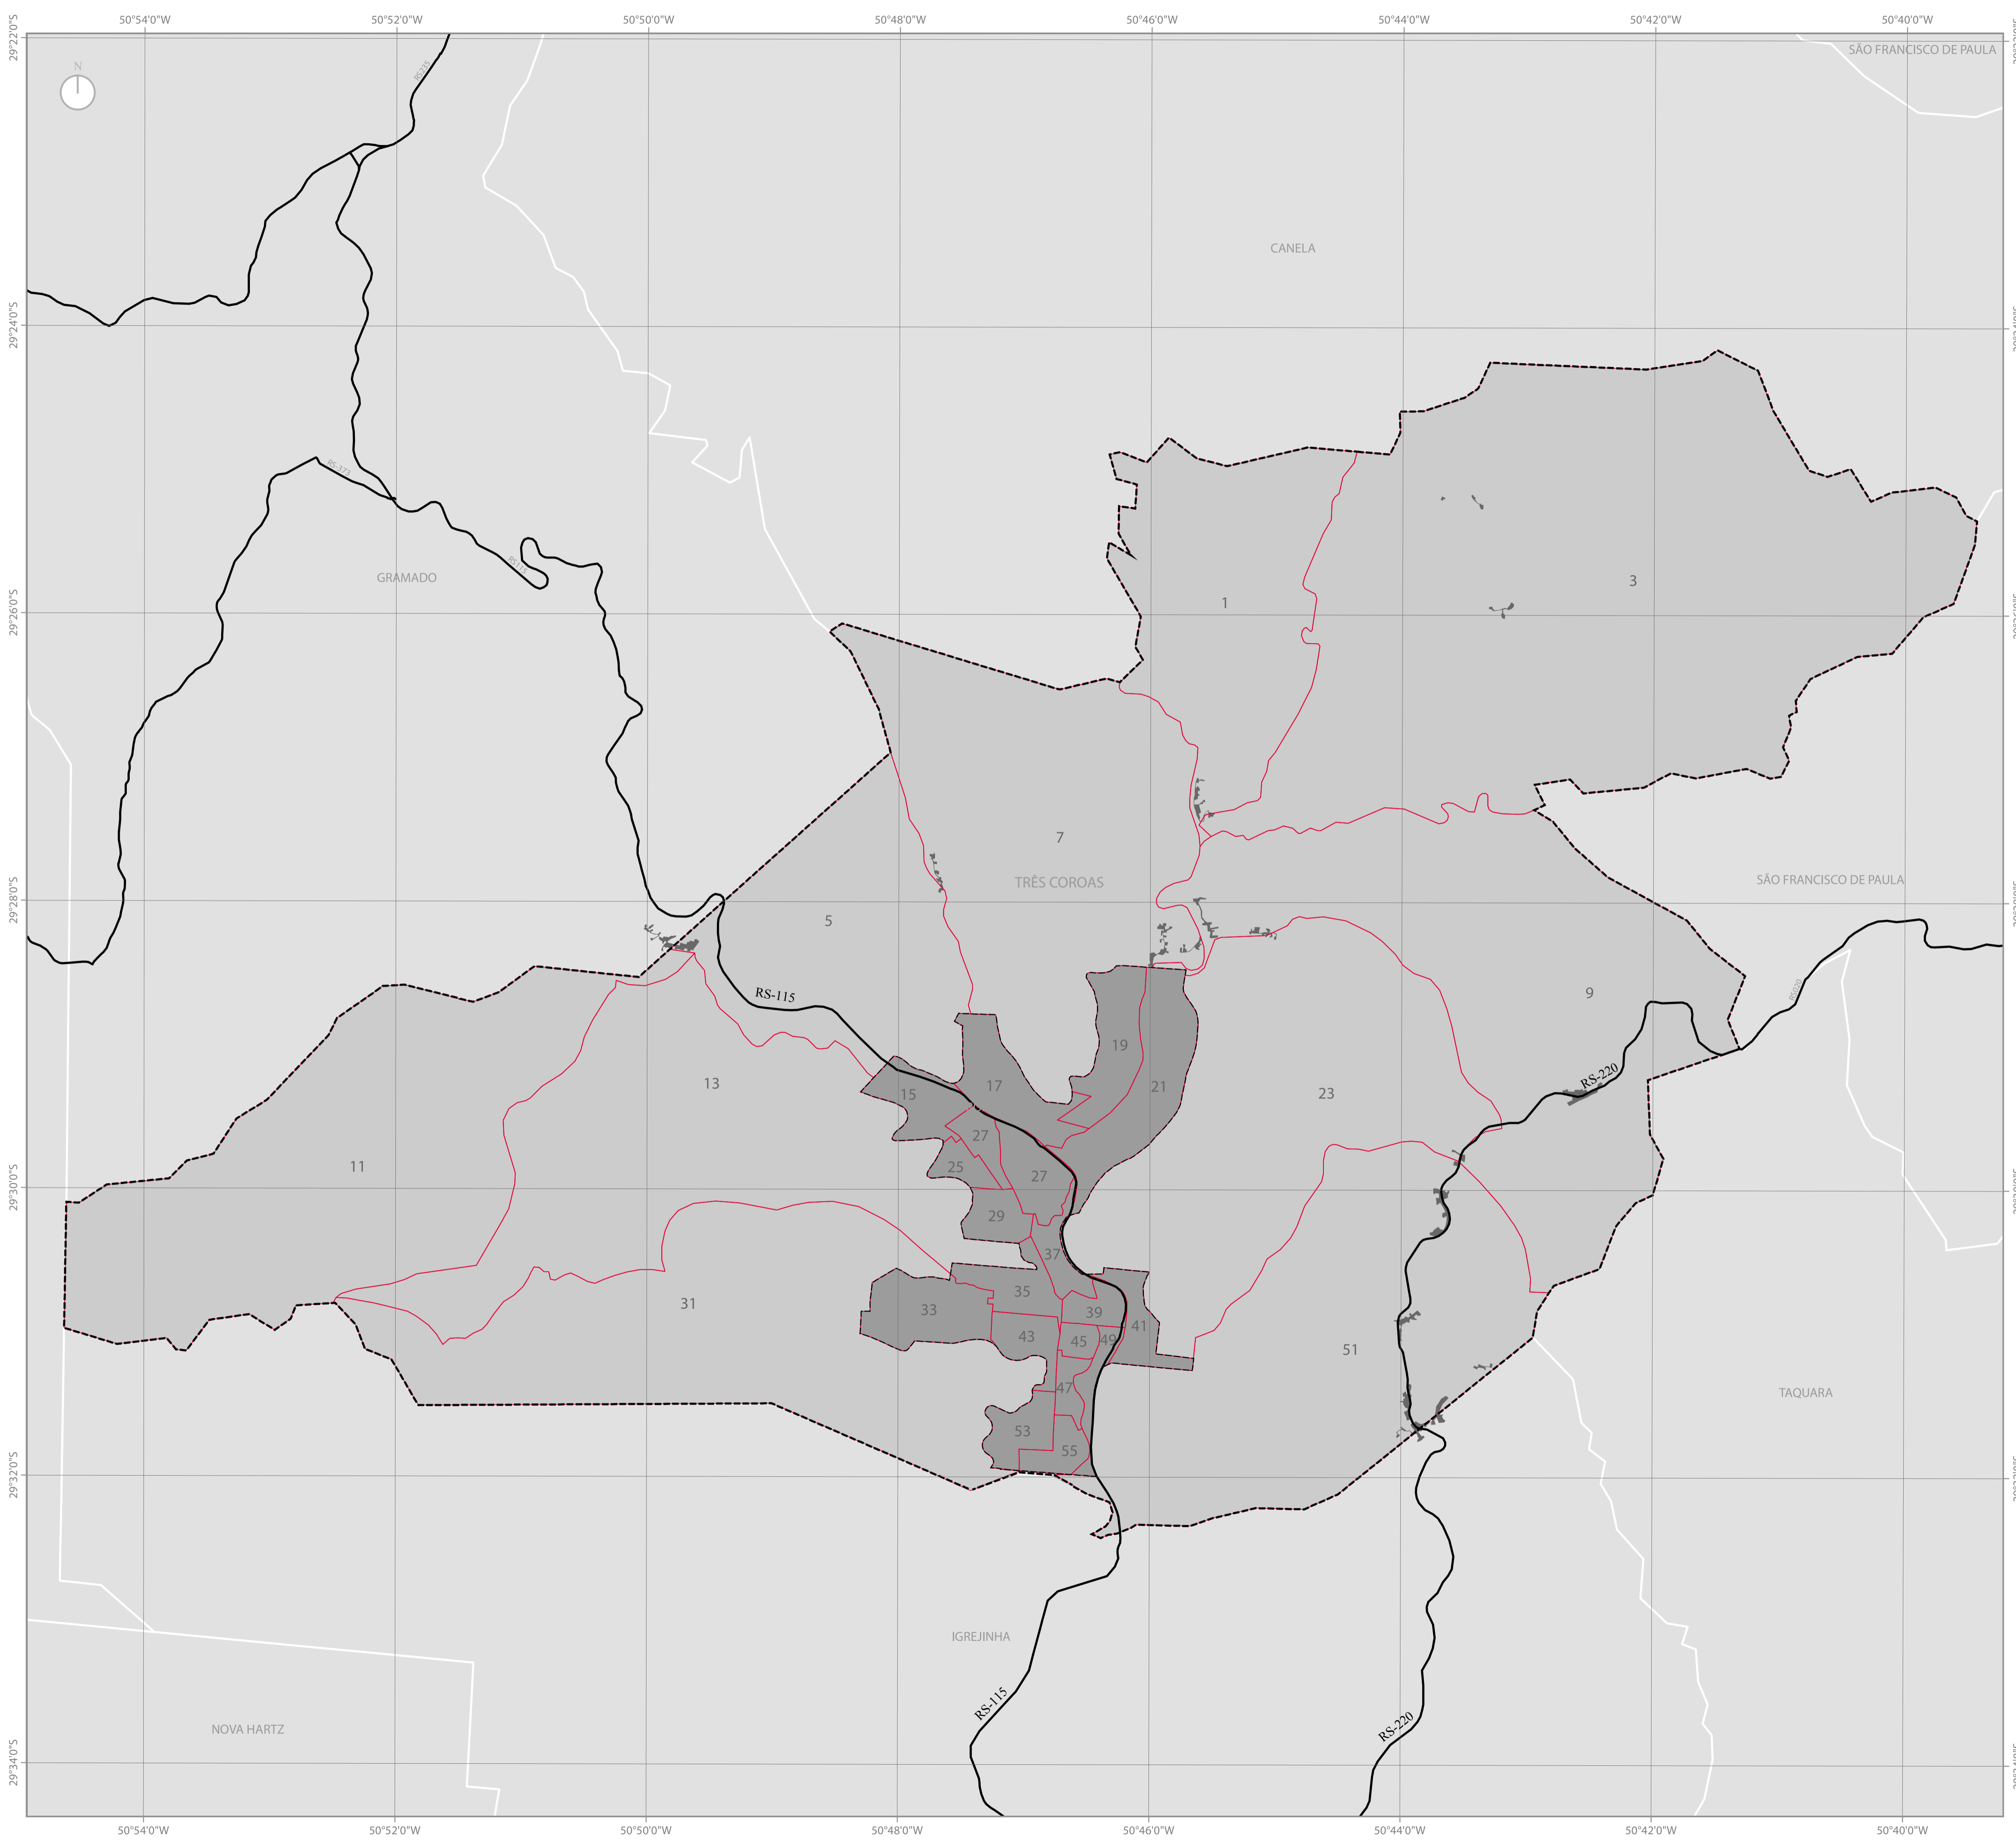 50°54'0"W
50°52'0"W
50°50'0"W
50°48'0"W
50°46'0"W
50°44'0"W
50°42'0"W
50°40'0"W
29°22'0"S
SÃO FRANCISCO DE PAULA
N
RS235
CANELA
29°24'0"S
RS-373
RS115
GRAMADO
3
1
29°26'0"S
7
TRÊS COROAS
SÃO FRANCISCO DE PAULA
29°28'0"S
5
RS-115
9
RS020
19
RS-220
13
15
17
21
23
27
11
25
27
29°30'0"S
29
37
31
33
35
39
41
43
45
49
51
47
TAQUARA
53
55
29°32'0"S
IGREJINHA
RS-115
RS-220
NOVA HARTZ
29°34'0"S
50°54'0"W
50°52'0"W
50°50'0"W
50°48'0"W
50°46'0"W
50°44'0"W
50°42'0"W
50°40'0"W